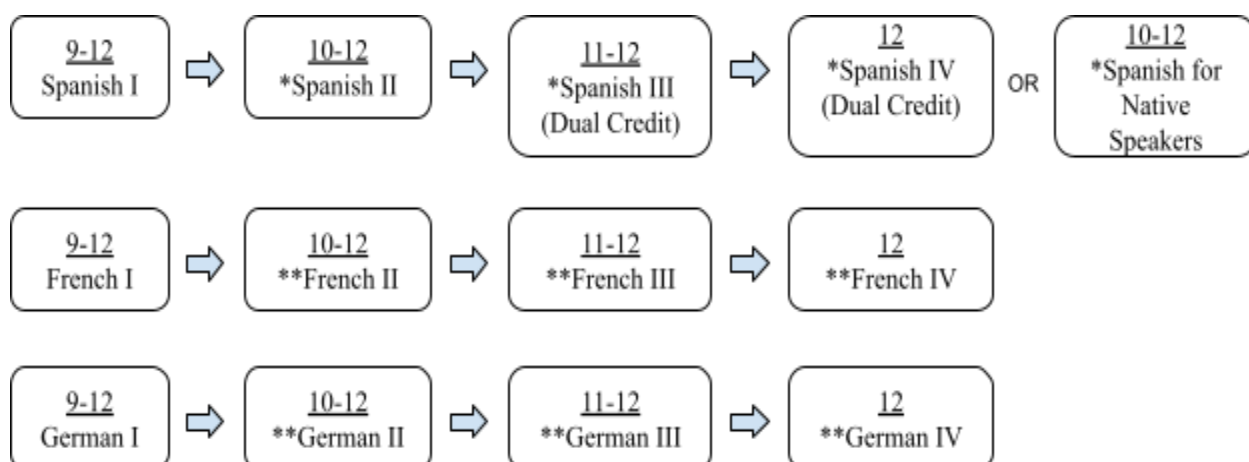 9-12
Spanish I
10-12
*Spanish II
11-12
*Spanish III
(Dual Credit)
12
*Spanish IV
(Dual Credit)
OR
10-12
*Spanish for
Native
Speakers
9-12
French I
10-12
**French II
11-12
**French III
12
**French IV
9-12
German I
10-12
**German II
11-12
**German III
12
**German IV